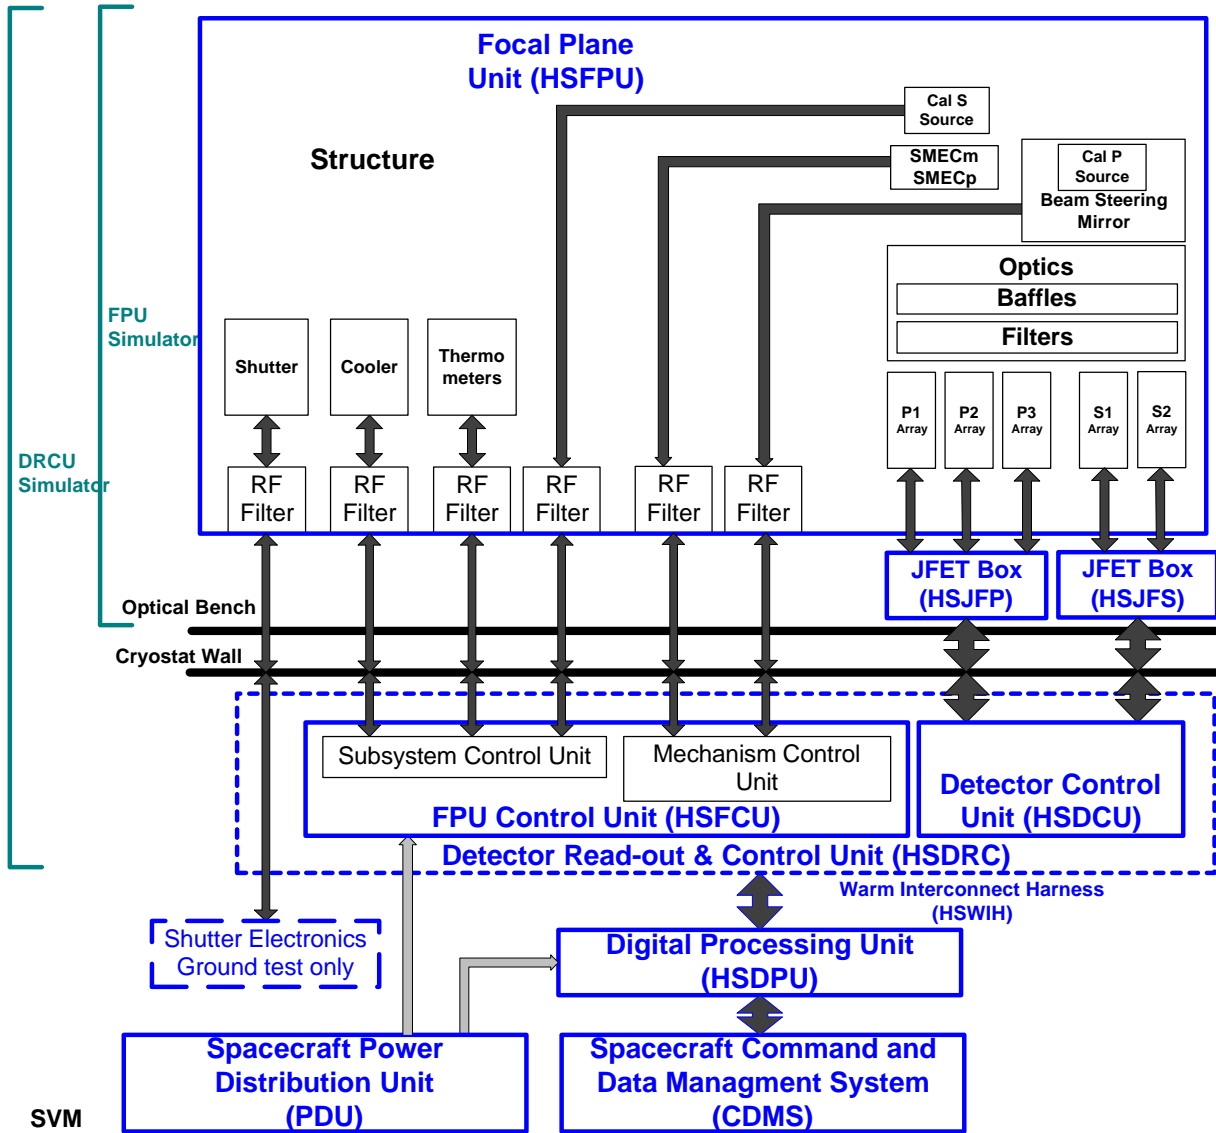 Focal Plane
Unit (HSFPU)
Cal S
Source
Structure
SMECm
SMECp
Cal P
Source
Beam Steering
Mirror
Optics
Baffles
Filters
FPU
Simulator
Shutter
Cooler
Thermo
meters
P1
Array
P2
Array
P3
Array
S1
Array
S2
Array
DRCU
Simulator
RF
Filter
RF
Filter
RF
Filter
RF
Filter
RF
Filter
RF
Filter
JFET Box
(HSJFP)
JFET Box
(HSJFS)
Optical Bench
Cryostat Wall
Subsystem Control Unit
Mechanism Control
Unit
FPU Control Unit (HSFCU)
Detector Control
Unit (HSDCU)
Detector Read-out & Control Unit (HSDRC)
Warm Interconnect Harness
(HSWIH)
Shutter Electronics
Ground test only
Digital Processing Unit
(HSDPU)
Spacecraft Power
Distribution Unit
(PDU)
Spacecraft Command and
Data Managment System
(CDMS)
SVM